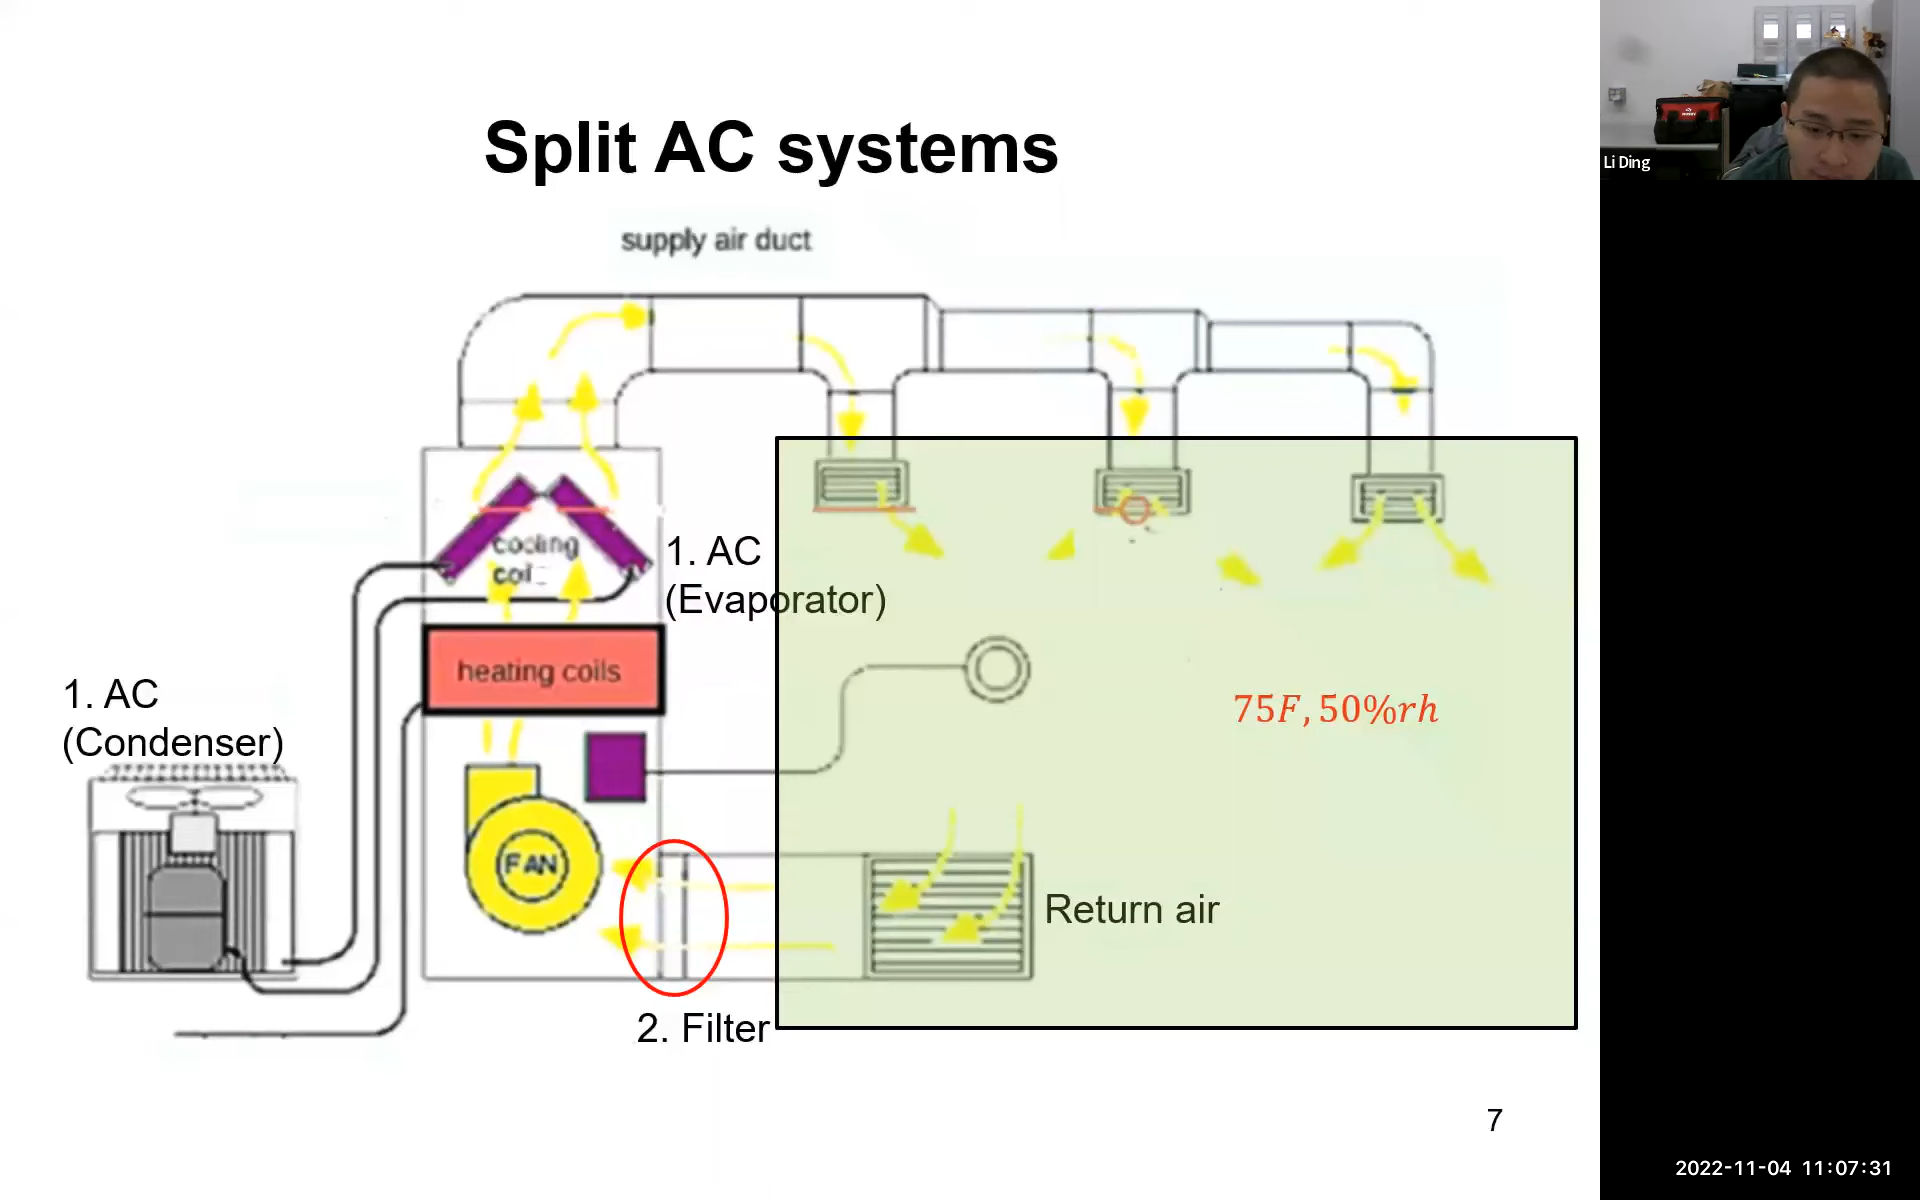 Split AC systems
supply air duct
cooling
coil
1. AC
(Evaporator)
heating coils
1. AC
(Condenser)
75F, 50%rh
FAN
Return air
2. Filter
7
Li Ding
2022-11-04 11:07:31